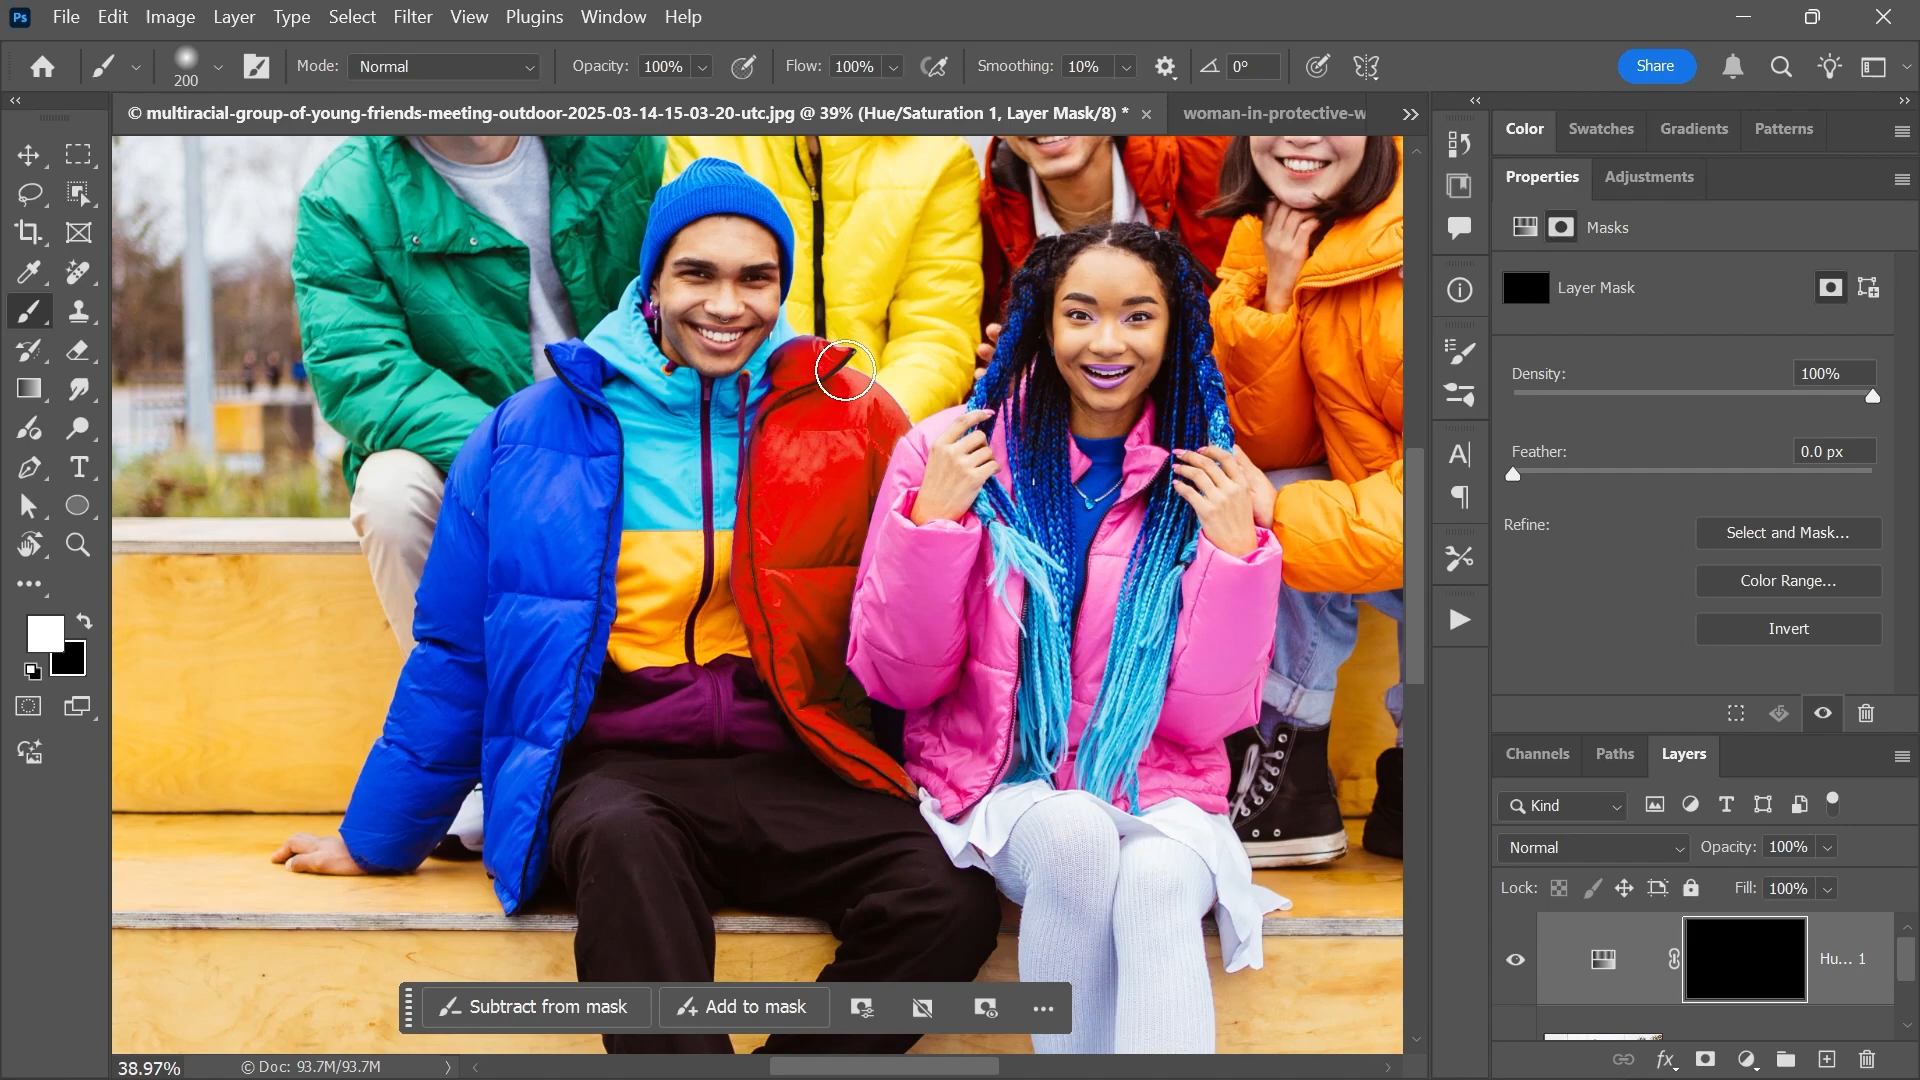 Ps File Edit Image Layer Type Select Filter View Plugins Window Help
200 Mode: Normal Opacity: 100% Flow: 100% Smoothing: 10% 0° Share
© multiracial-group-of-young-friends-meeting-outdoor-2025-03-14-15-03-20-utc.jpg @ 39% (Hue/Saturation 1, Layer Mask/8) * woman-in-protective-w
Color Swatches Gradients Patterns
Properties Adjustments
Masks
Layer Mask
Density: 100%
Feather: 0.0 px
Refine: Select and Mask...
Color Range...
Invert
Channels Paths Layers
Kind
Normal Opacity: 100%
Lock: Fill: 100%
Hu... 1
Subtract from mask Add to mask
38.97% © Doc: 93.7M/93.7M
fx